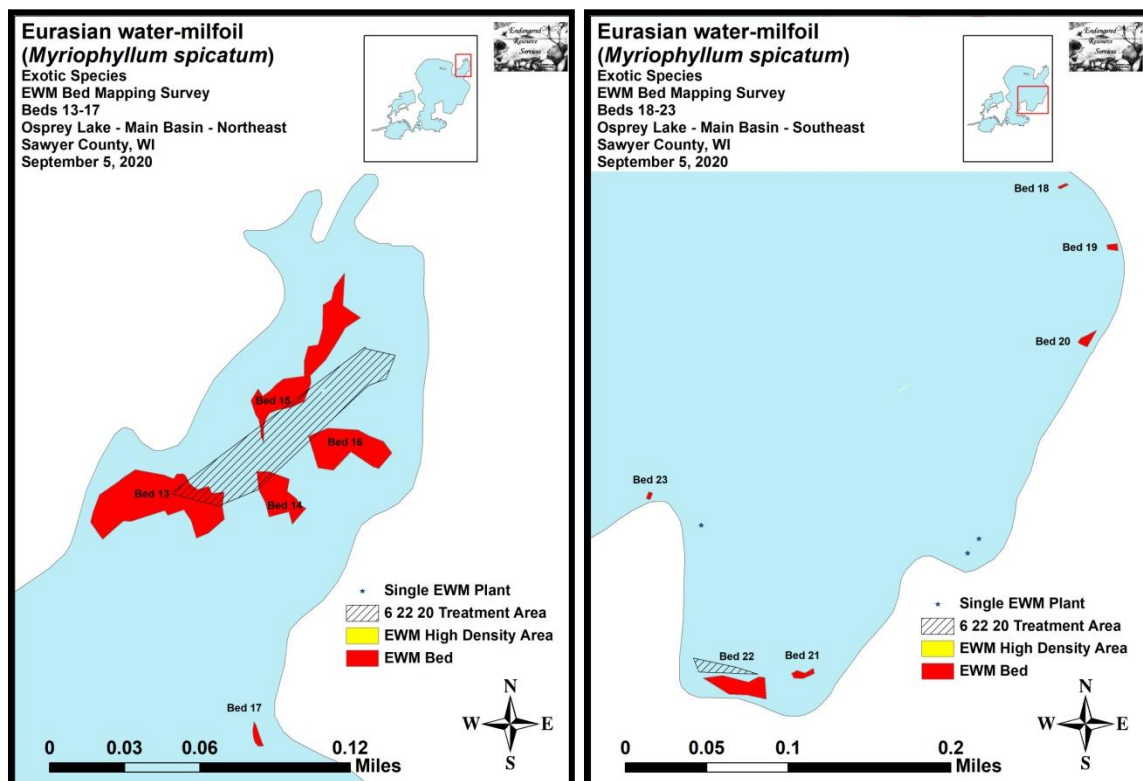 Eurasian water-milfoil
(Myriophyllum spicatum)
Exotic Species
EWM Bed Mapping Survey
Beds 13-17
Osprey Lake - Main Basin - Northeast
Sawyer County, WI
September 5, 2020
Endangered
Resource
Services
Bed 15
Bed 16
Bed 13
Bed 14
Single EWM Plant
6 22 20 Treatment Area
EWM High Density Area
EWM Bed
Bed 17
N
W E
S
0 0.03 0.06 0.12
Miles
Eurasian water-milfoil
(Myriophyllum spicatum)
Exotic Species
EWM Bed Mapping Survey
Beds 18-23
Osprey Lake - Main Basin - Southeast
Sawyer County, WI
September 5, 2020
Endangered
Resource
Services
Bed 18
Bed 19
Bed 20
Bed 23
Single EWM Plant
6 22 20 Treatment Area
EWM High Density Area
EWM Bed
Bed 22
Bed 21
N
W E
S
0 0.05 0.1 0.2
Miles